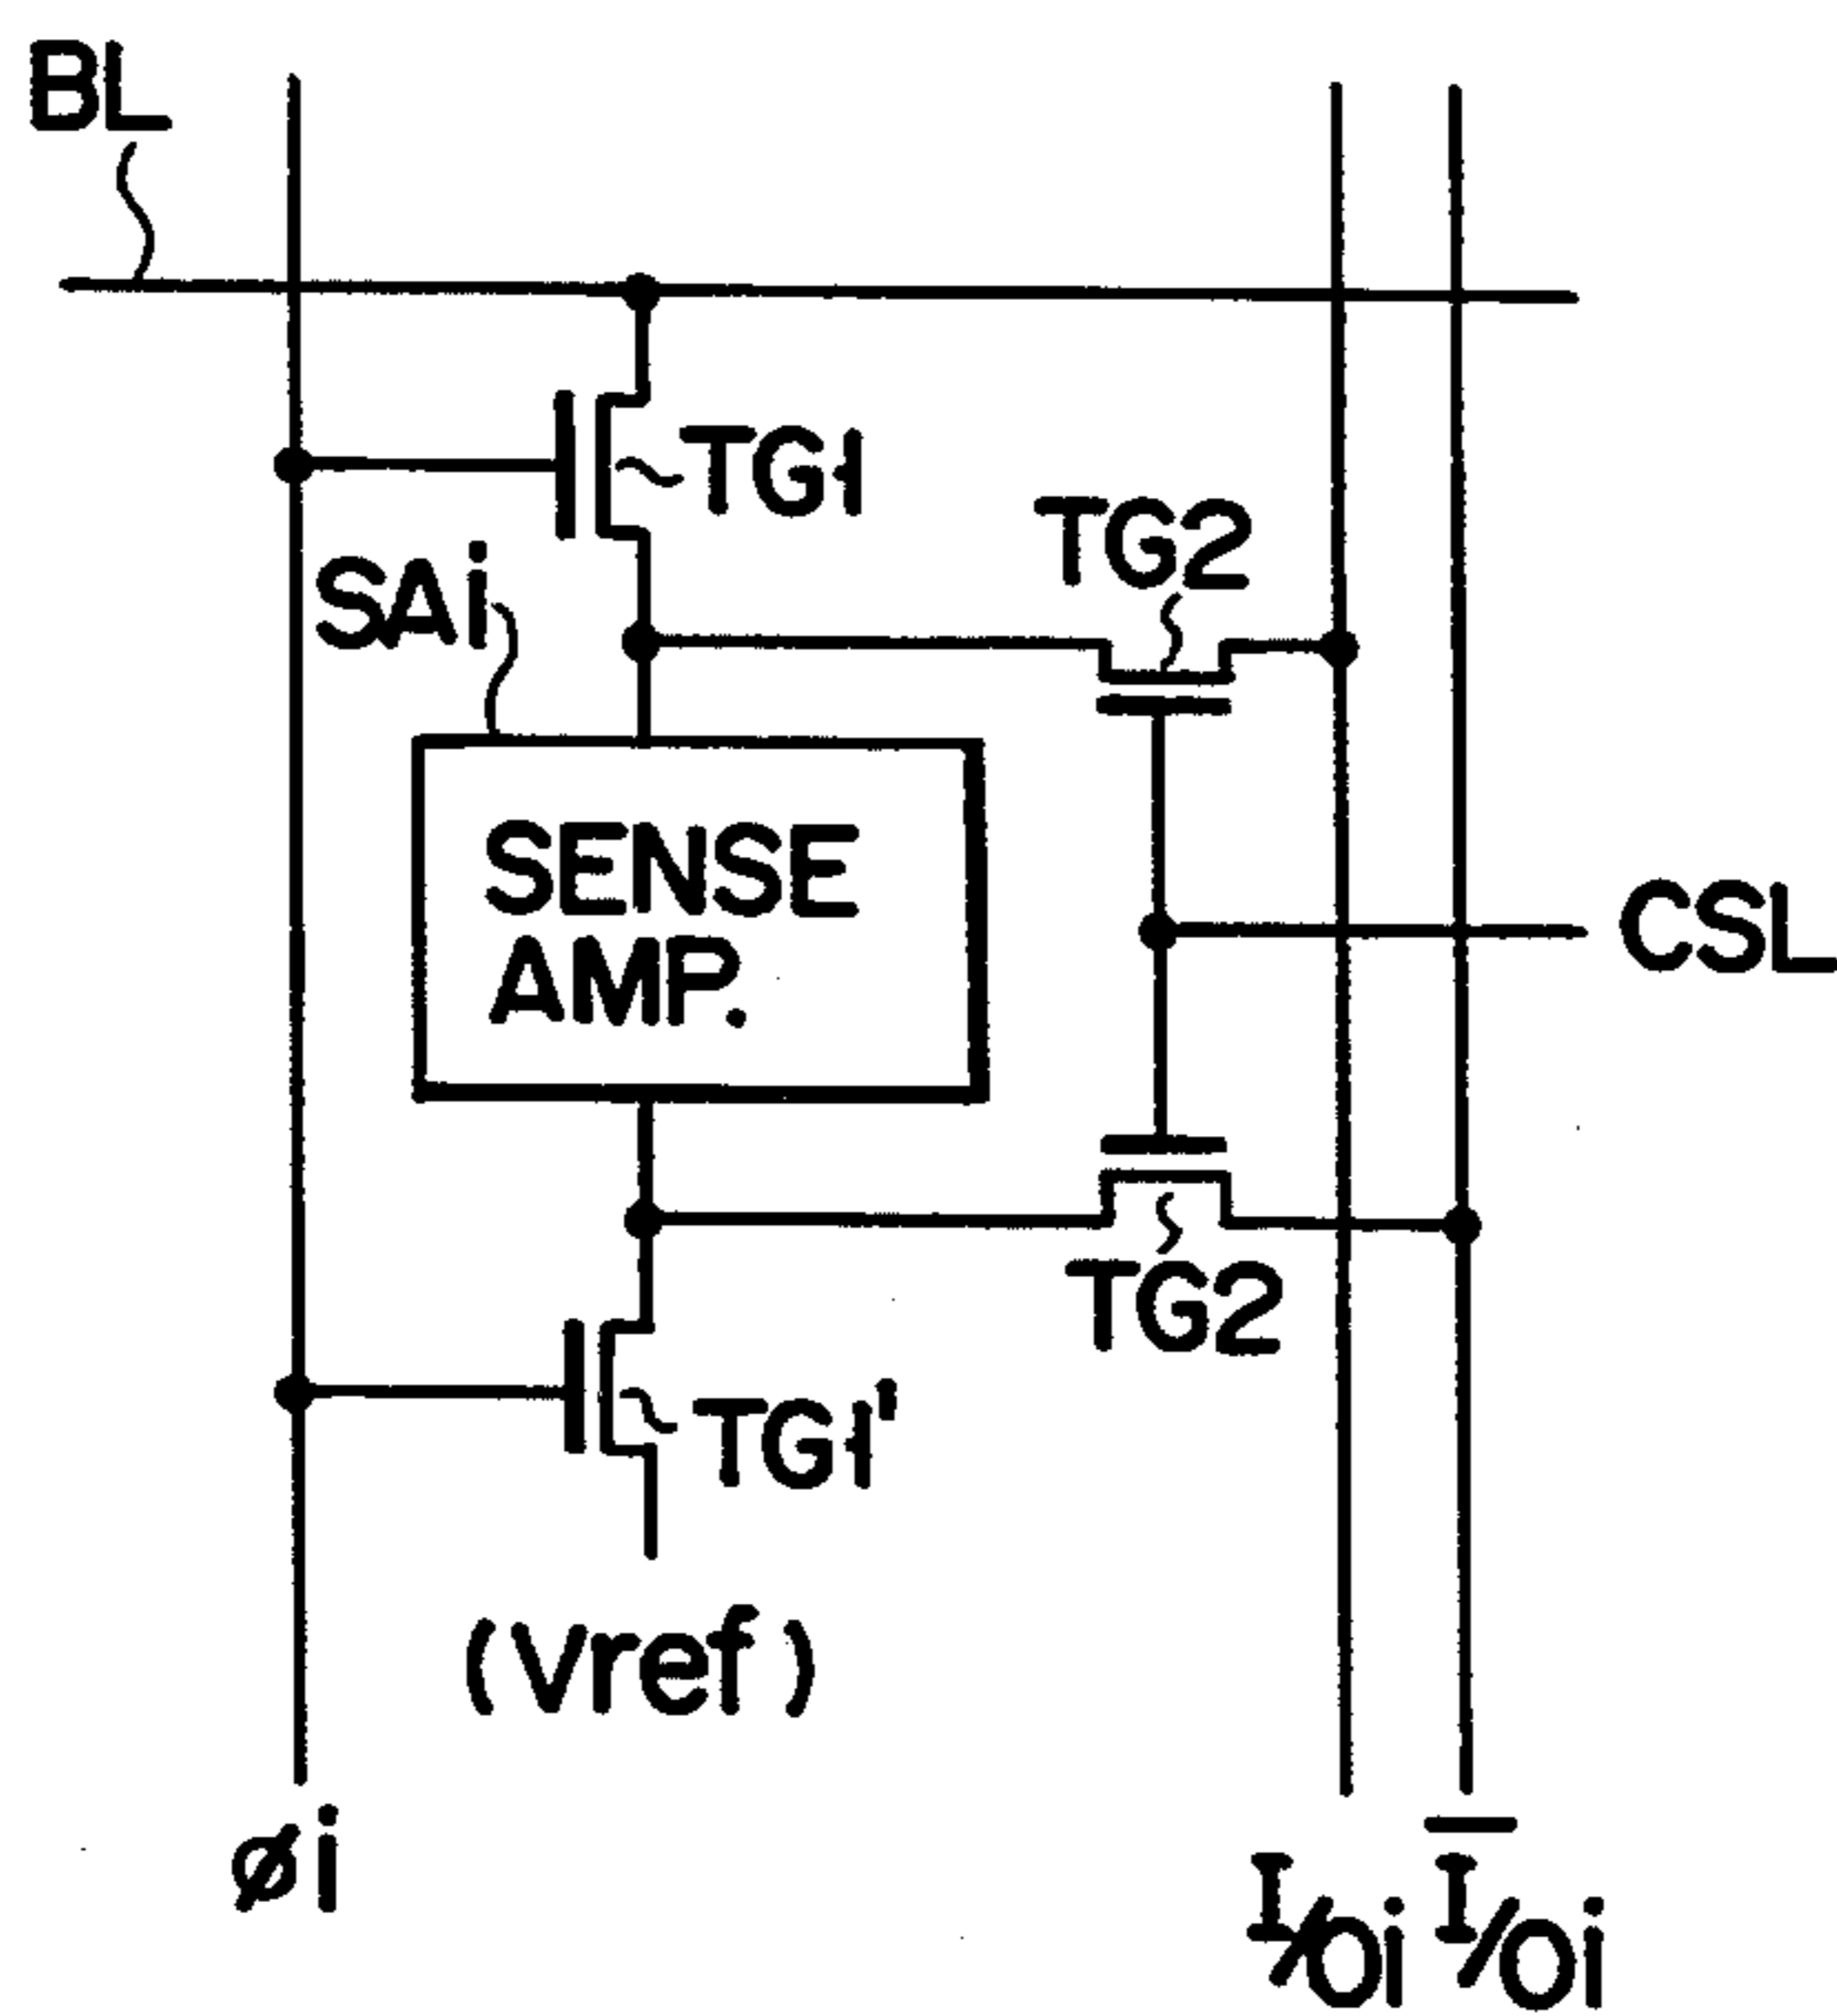 BL
TG1
TG2
SAi
SENSE
AMP.
CSL
TG2
TG1'
(Vref)
øi
I/Oi
I̅/Oi